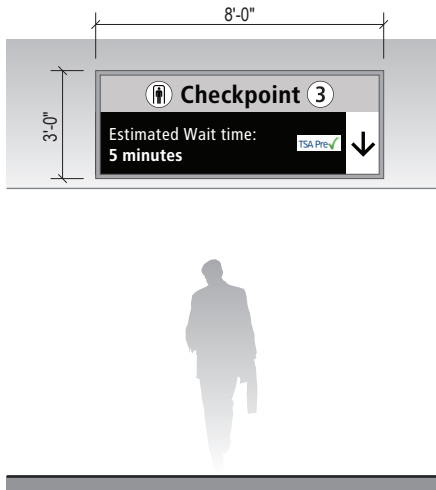 8'-0"
3'-0"
Checkpoint 3
Estimated Wait time:
5 minutes
TSA Pre✓